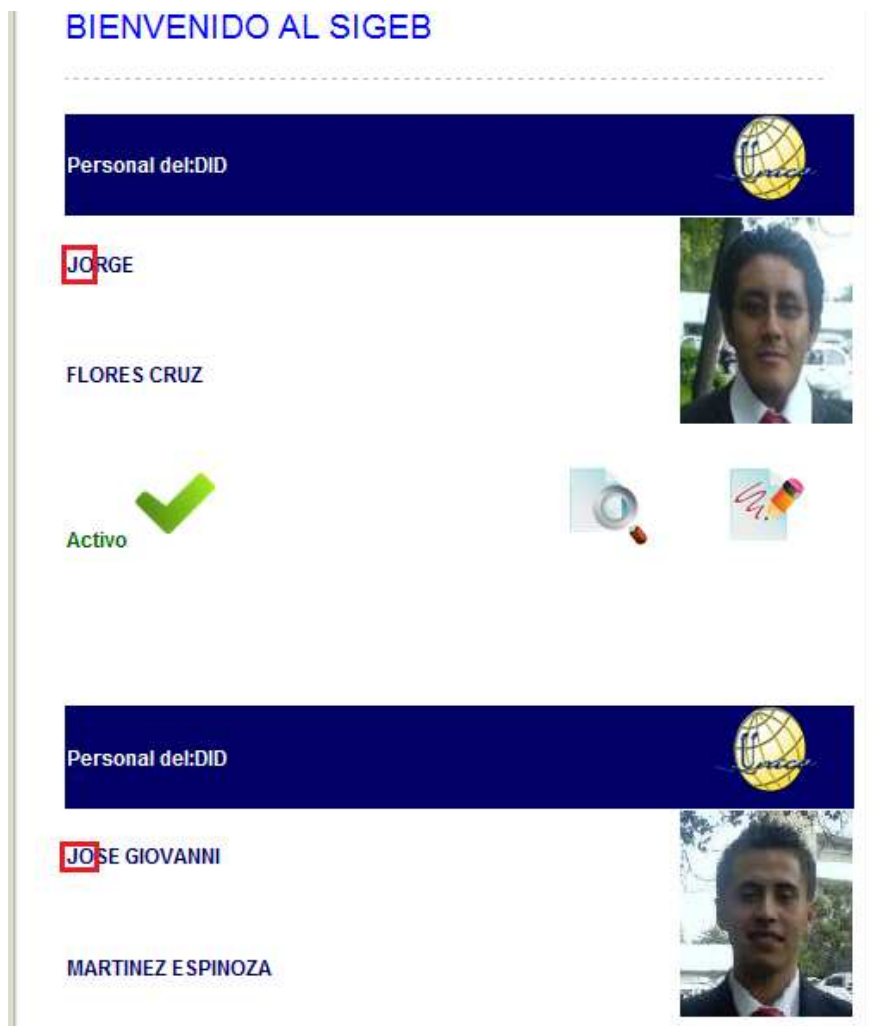 BIENVENIDO AL SIGEB
Personal del:DID
JORGE
FLORES CRUZ
Activo
Personal del:DID
JOSE GIOVANNI
MARTINEZ ESPINOZA